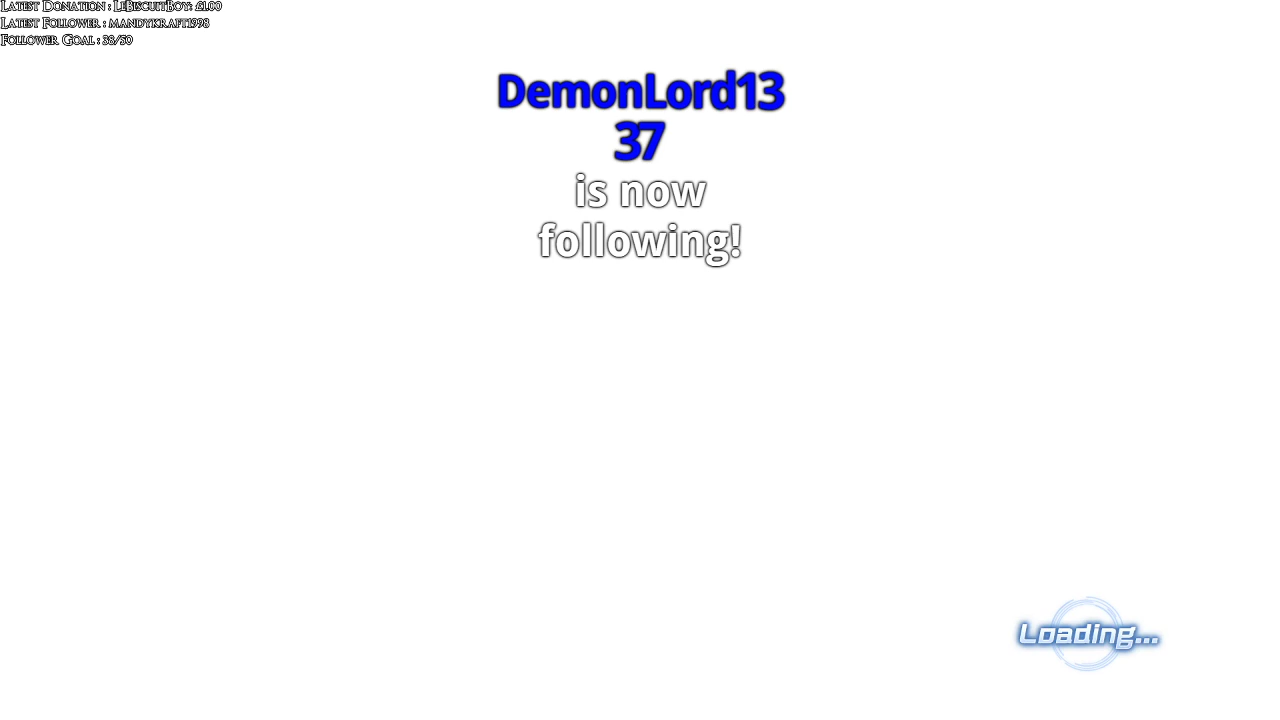 Latest Donation : LeBiscuitBoy: £1.00
Latest Follower : mandykraft1998
Follower Goal : 38/50
DemonLord13
37
is now
following!
Loading...